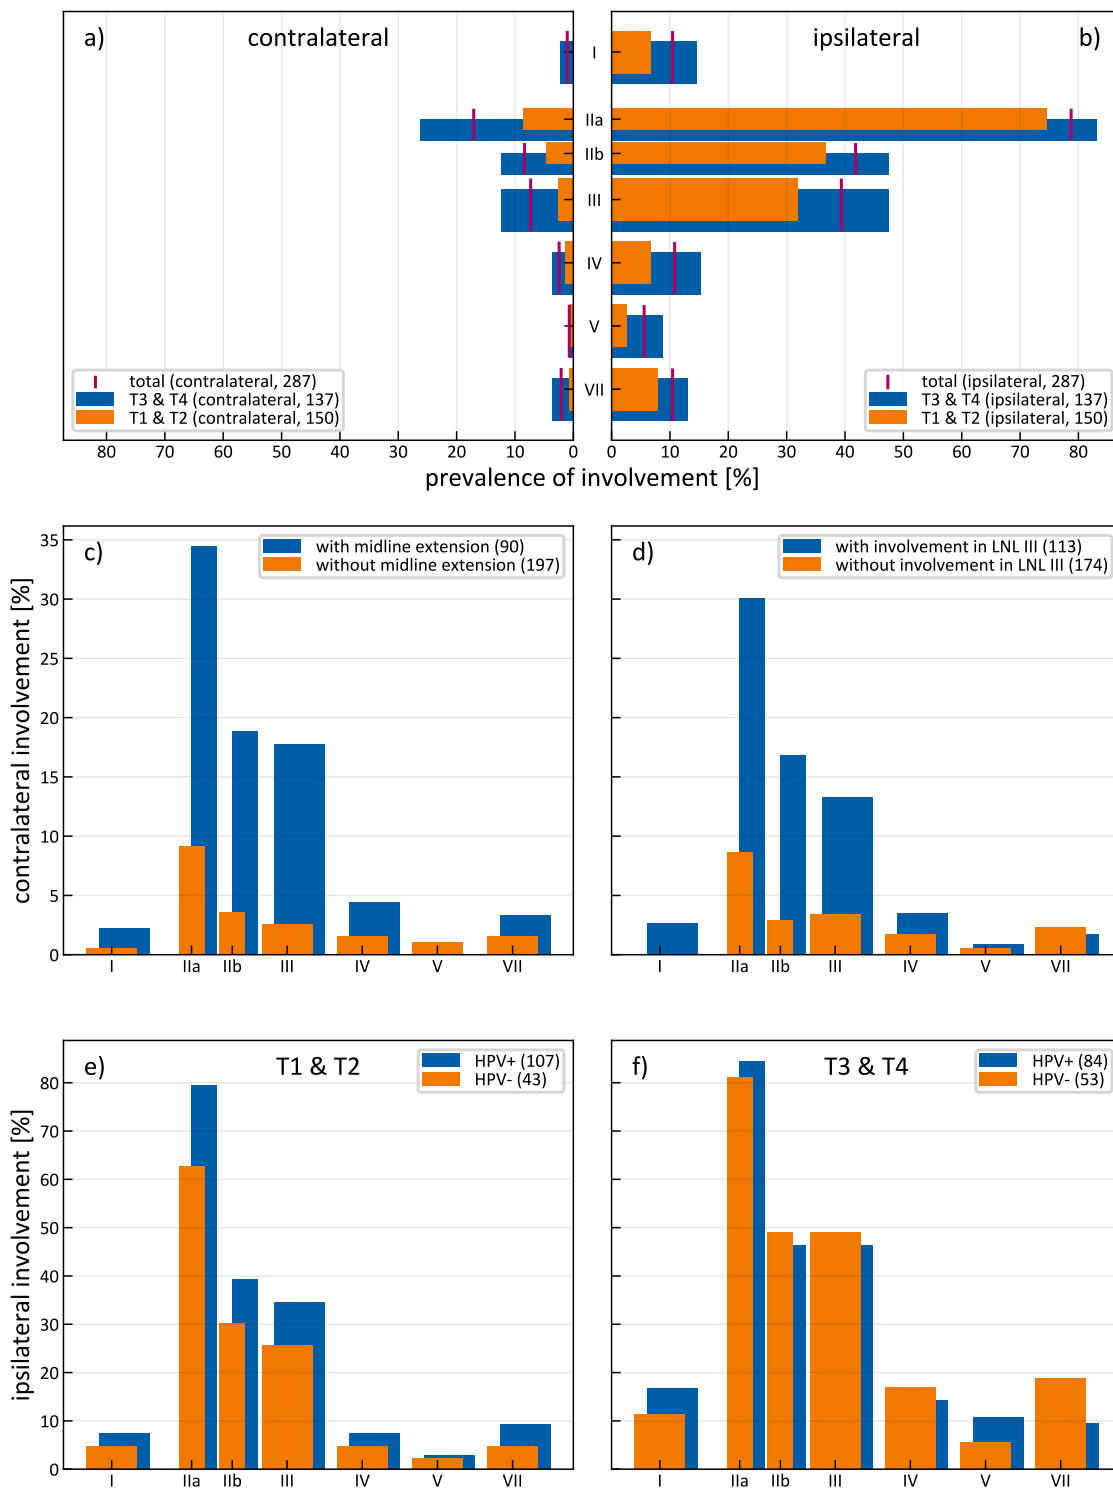 a) contralateral ipsilateral b)
I
IIa
IIb
III
IV
V
VII
total (contralateral, 287)
T3 & T4 (contralateral, 137)
T1 & T2 (contralateral, 150)
total (ipsilateral, 287)
T3 & T4 (ipsilateral, 137)
T1 & T2 (ipsilateral, 150)
80 70 60 50 40 30 20 10 0 0 10 20 30 40 50 60 70 80
prevalence of involvement [%]
c)
with midline extension (90)
without midline extension (197)
contralateral involvement [%]
35
30
25
20
15
10
5
0
I IIa IIb III IV V VII
d)
with involvement in LNL III (113)
without involvement in LNL III (174)
I IIa IIb III IV V VII
e) T1 & T2
HPV+ (107)
HPV- (43)
ipsilateral involvement [%]
80
70
60
50
40
30
20
10
0
I IIa IIb III IV V VII
f) T3 & T4
HPV+ (84)
HPV- (53)
I IIa IIb III IV V VII